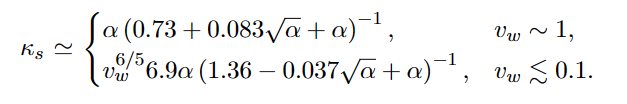 κ_s ≃ { α (0.73 + 0.083√α + α)^{-1}, v_w ∼ 1,
v_w^{6/5} 6.9α (1.36 − 0.037√α + α)^{-1}, v_w ≲ 0.1.